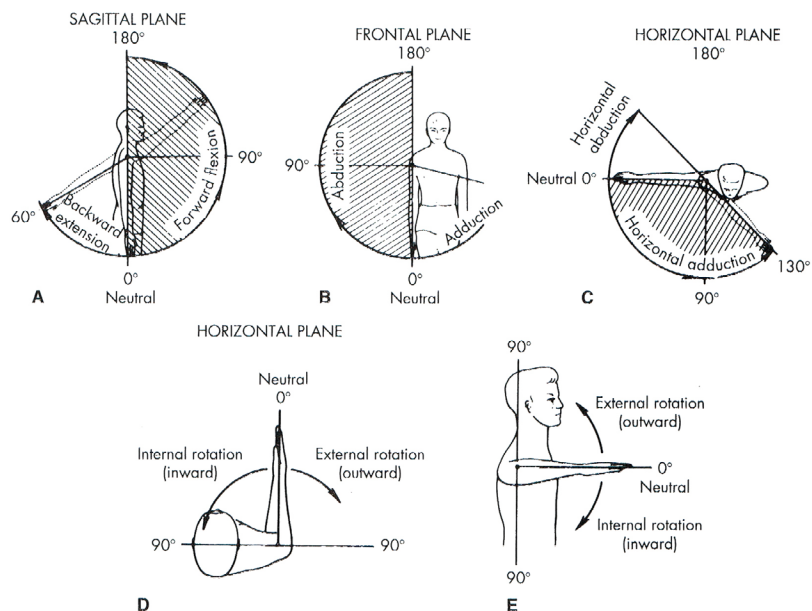 SAGITTAL PLANE
180°
90°
Forward flexion
60°
Backward
extension
0°
Neutral
A
FRONTAL PLANE
180°
90°
Abduction
Adduction
0°
Neutral
B
HORIZONTAL PLANE
180°
Horizontal
abduction
Neutral 0°
Horizontal adduction
130°
90°
C
HORIZONTAL PLANE
Neutral
0°
Internal rotation
(inward)
External rotation
(outward)
90°
90°
D
90°
External rotation
(outward)
0°
Neutral
Internal rotation
(inward)
90°
E